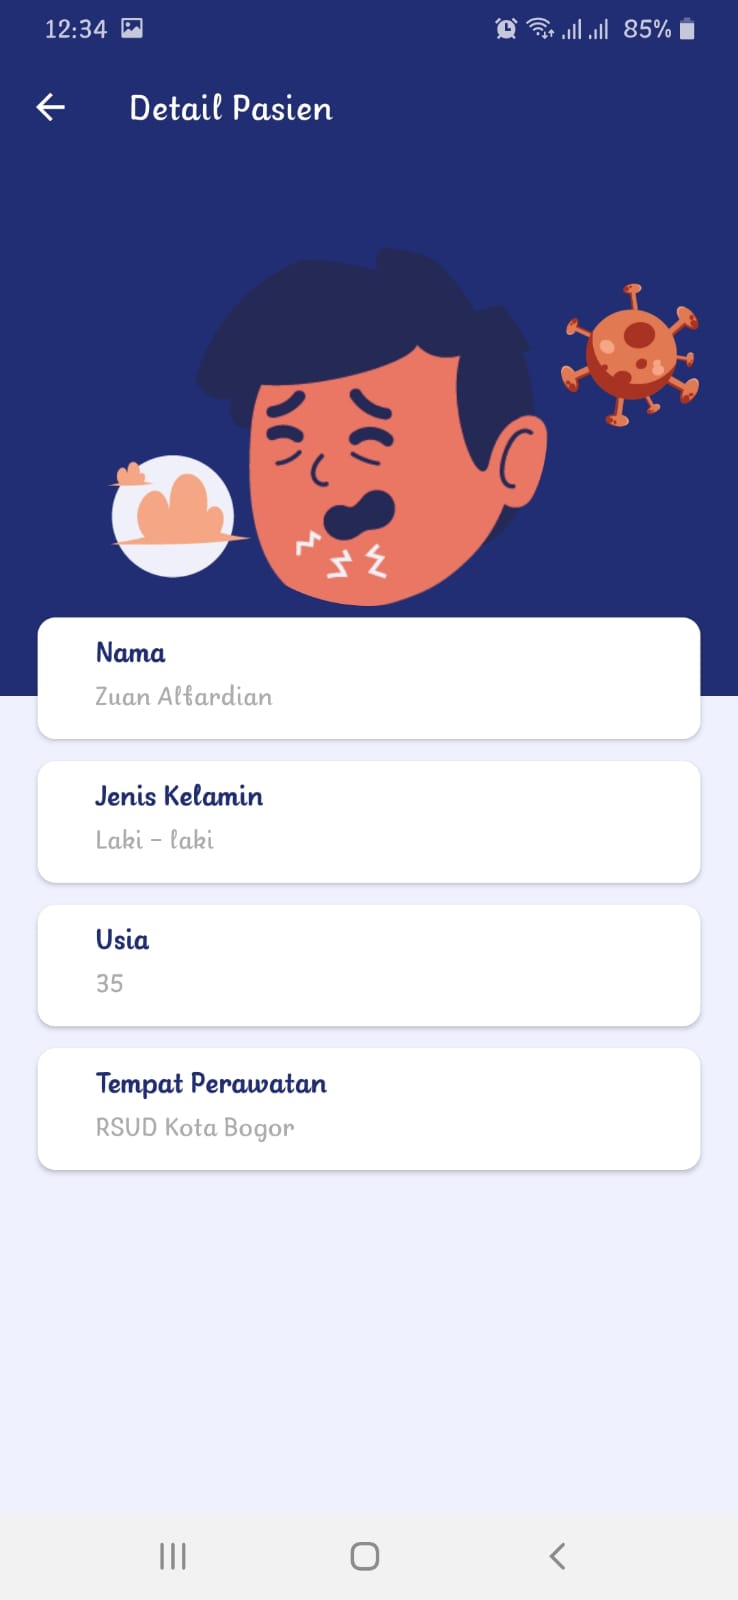 12:34 85%
Detail Pasien
Nama
Zuan Alfardian
Jenis Kelamin
Laki - laki
Usia
35
Tempat Perawatan
RSUD Kota Bogor